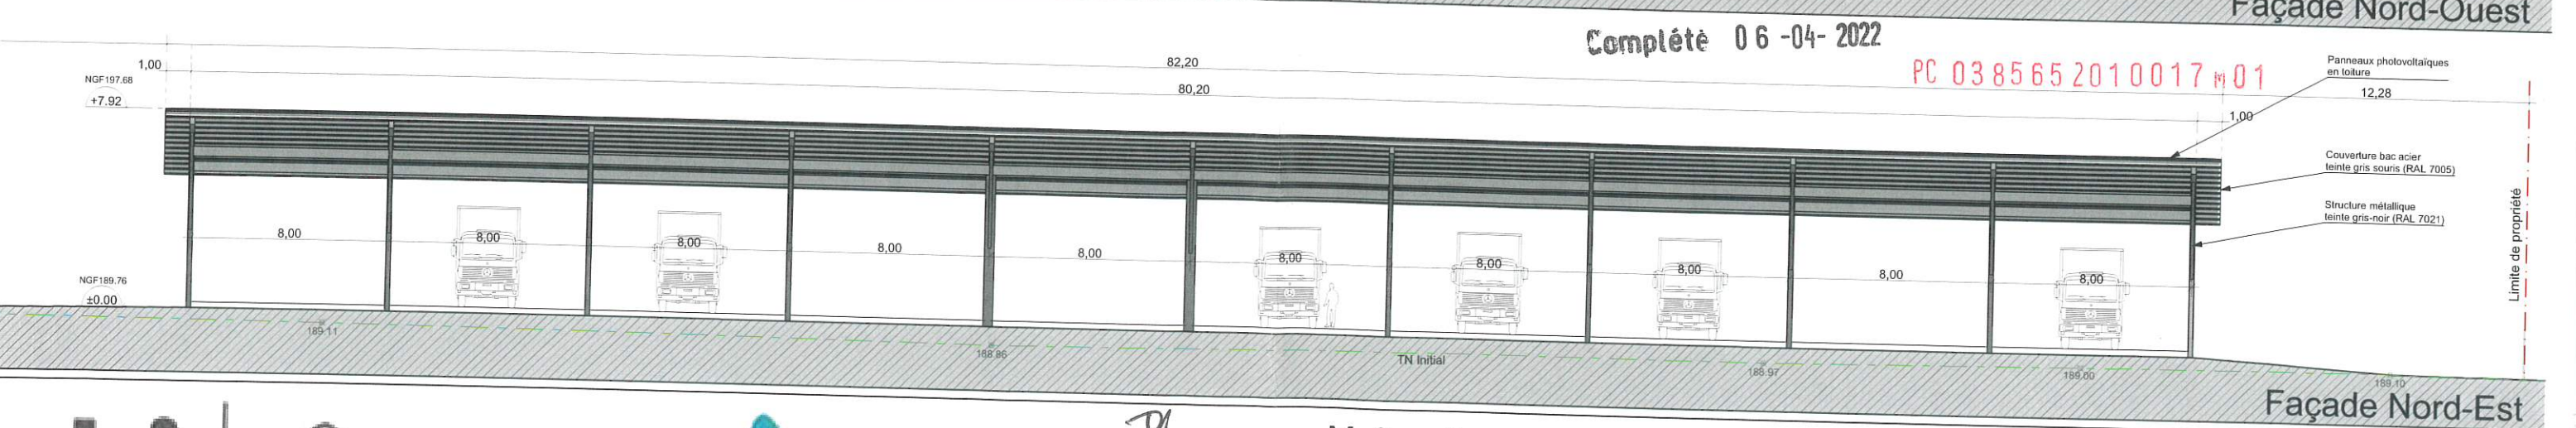 Façade Nord-Ouest
Complétè 06-04-2022
PC 0385652010017 M 01
Panneaux photovoltaïques
en toiture
82,20
1,00
80,20
12,28
1,00
NGF197.68
+7.92
Couverture bac acier
teinte gris souris (RAL 7005)
Structure métallique
teinte gris-noir (RAL 7021)
Limite de propriété
8,00
8,00
8,00
8,00
8,00
8,00
8,00
8,00
8,00
8,00
NGF189.76
±0.00
189.11
188.86
TN Initial
188.97
189.00
189.10
Façade Nord-Est